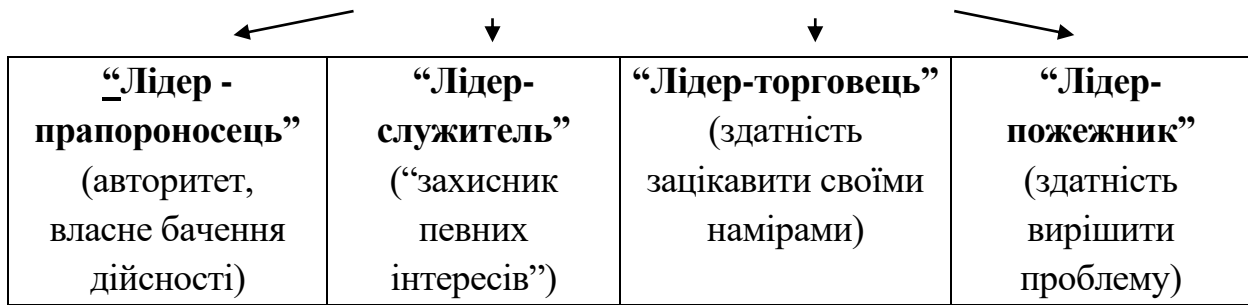 “Лідер -
прапороносець”
(авторитет,
власне бачення
дійсності)
“Лідер-
служитель”
(“захисник
певних
інтересів”)
“Лідер-торговець”
(здатність
зацікавити своїми
намірами)
“Лідер-
пожежник”
(здатність
вирішити
проблему)